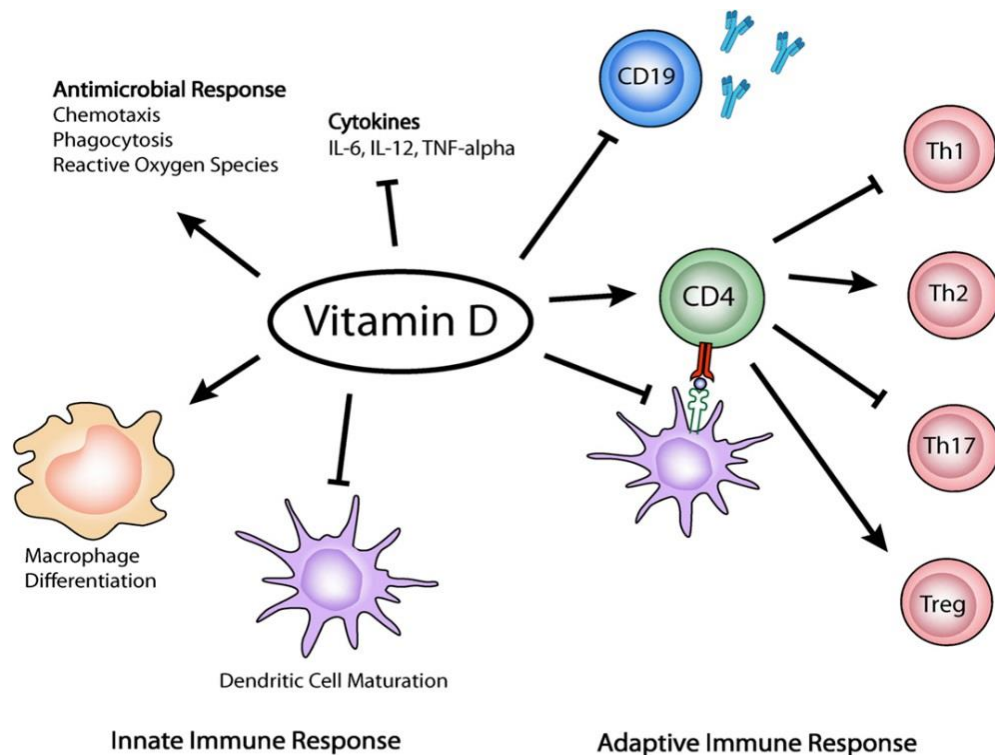 Antimicrobial Response
Chemotaxis
Phagocytosis
Reactive Oxygen Species
Cytokines
IL-6, IL-12, TNF-alpha
CD19
Th1
Vitamin D
CD4
Th2
Th17
Macrophage
Differentiation
Treg
Dendritic Cell Maturation
Innate Immune Response
Adaptive Immune Response